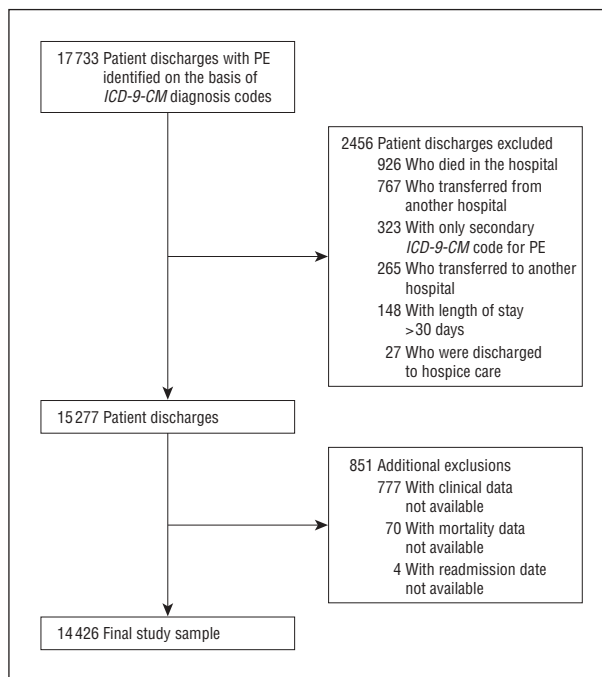 17 733 Patient discharges with PE
identified on the basis of
ICD-9-CM diagnosis codes
2456 Patient discharges excluded
926 Who died in the hospital
767 Who transferred from
another hospital
323 With only secondary
ICD-9-CM code for PE
265 Who transferred to another
hospital
148 With length of stay
>30 days
27 Who were discharged
to hospice care
15 277 Patient discharges
851 Additional exclusions
777 With clinical data
not available
70 With mortality data
not available
4 With readmission date
not available
14 426 Final study sample